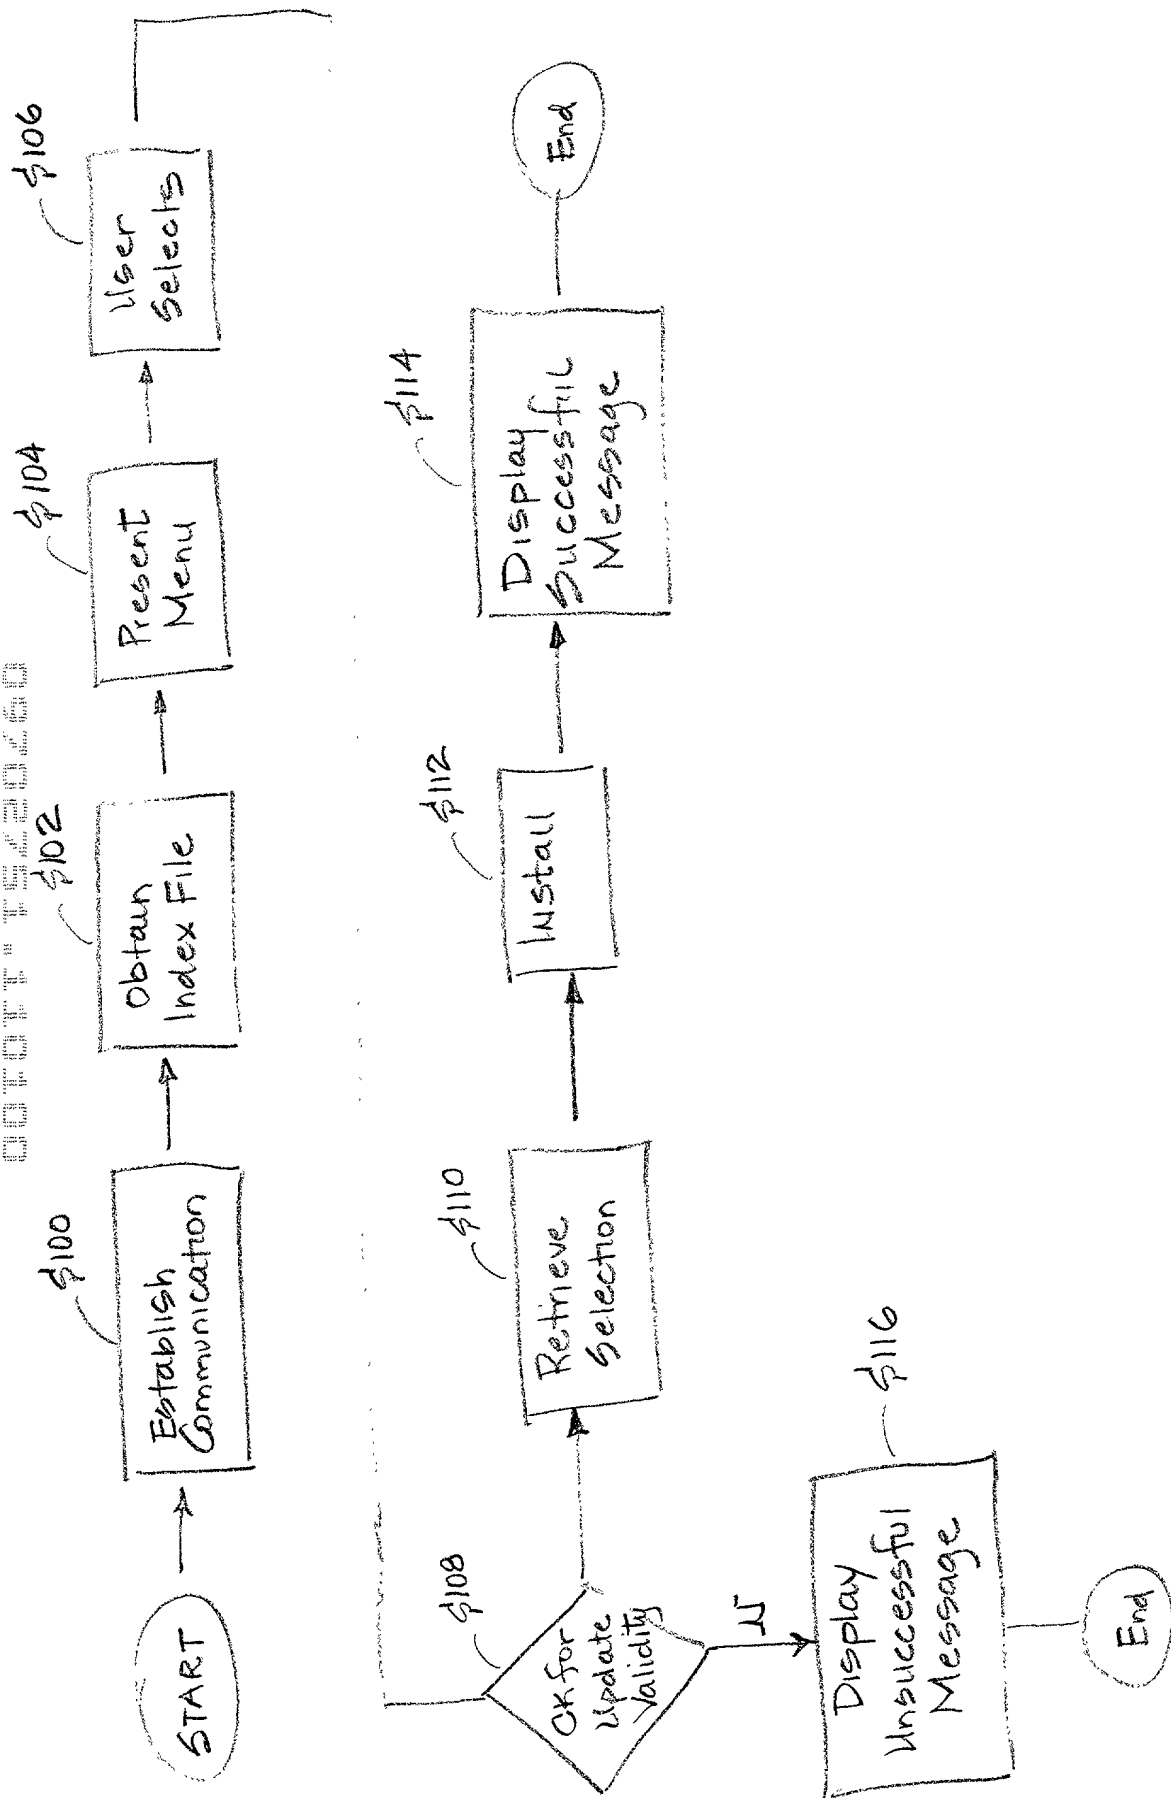 START
S100
Establish
Communication
S102
Obtain
Index File
S104
Present
Menu
S106
User
Selects
S108
CK for
Update
Validity
N
S110
Retrieve
Selection
S112
Install
S114
Display
Successful
Message
End
S116
Display
Unsuccessful
Message
End